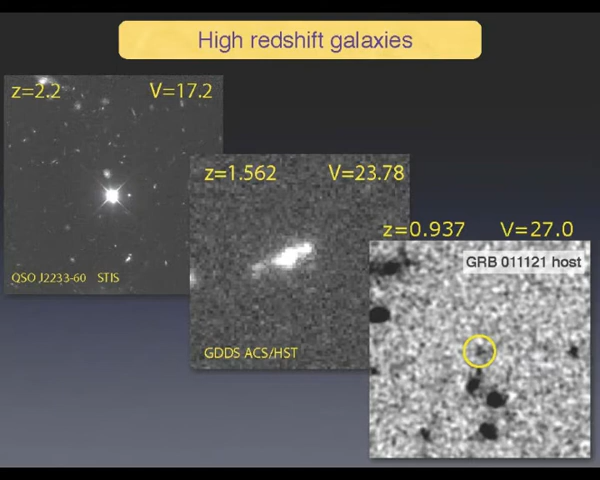 High redshift galaxies
z=2.2 V=17.2
QSO J2233-60 STIS
z=1.562 V=23.78
GDDS ACS/HST
z=0.937 V=27.0
GRB 011121 host